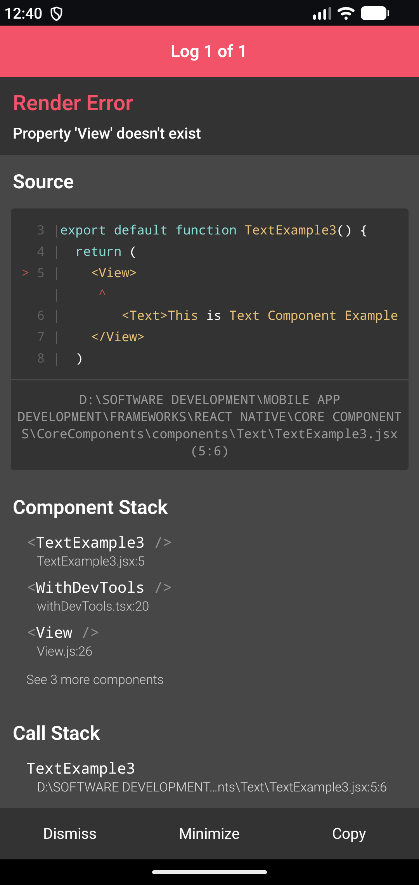 12:40
Log 1 of 1
Render Error
Property 'View' doesn't exist
Source
3 |export default function TextExample3() {
4 |  return (
> 5 |    <View>
  |     ^
6 |        <Text>This is Text Component Example
7 |    </View>
8 |  )
D:\SOFTWARE DEVELOPMENT\MOBILE APP
DEVELOPMENT\FRAMEWORKS\REACT NATIVE\CORE COMPONENT
S\CoreComponents\components\Text\TextExample3.jsx
(5:6)
Component Stack
<TextExample3 />
TextExample3.jsx:5
<WithDevTools />
withDevTools.tsx:20
<View />
View.js:26
See 3 more components
Call Stack
TextExample3
D:\SOFTWARE DEVELOPMENT...nts\Text\TextExample3.jsx:5:6
Dismiss
Minimize
Copy